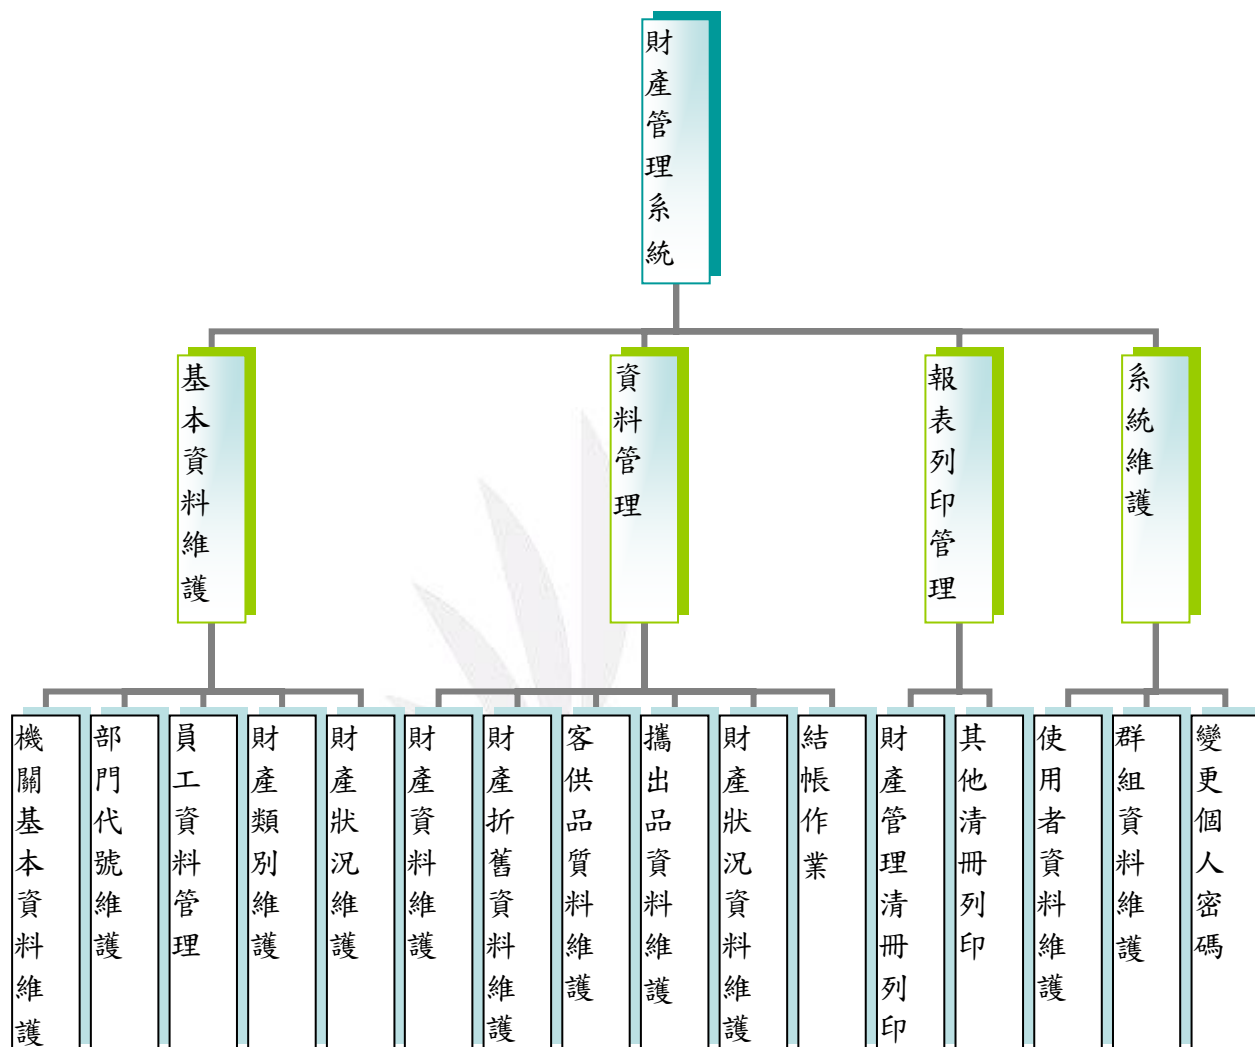 財產管理系統
基本資料維護
資料管理
報表列印管理
系統維護
機關基本資料維護
部門代號維護
員工資料管理
財產類別維護
財產狀況維護
財產資料維護
財產折舊資料維護
客供品質料維護
攜出品資料維護
財產狀況資料維護
結帳作業
財產管理清冊列印
其他清冊列印
使用者資料維護
群組資料維護
變更個人密碼